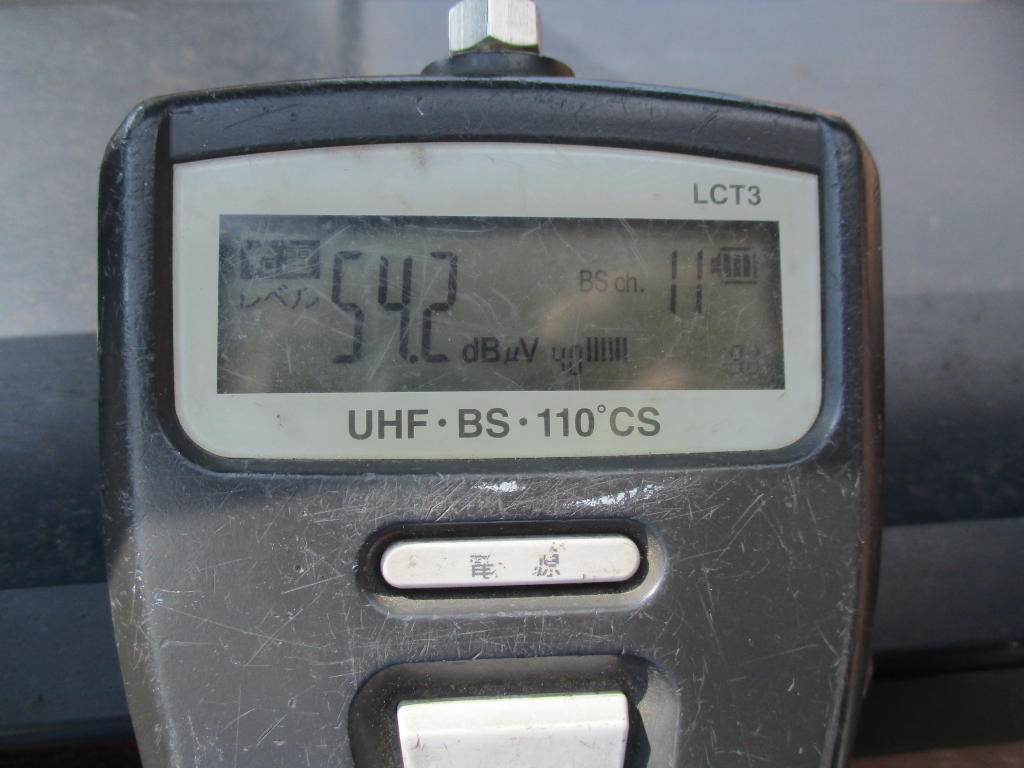 LCT3
レベル 54.2 dBμV BS ch. 11
UHF・BS・110°CS
電 源